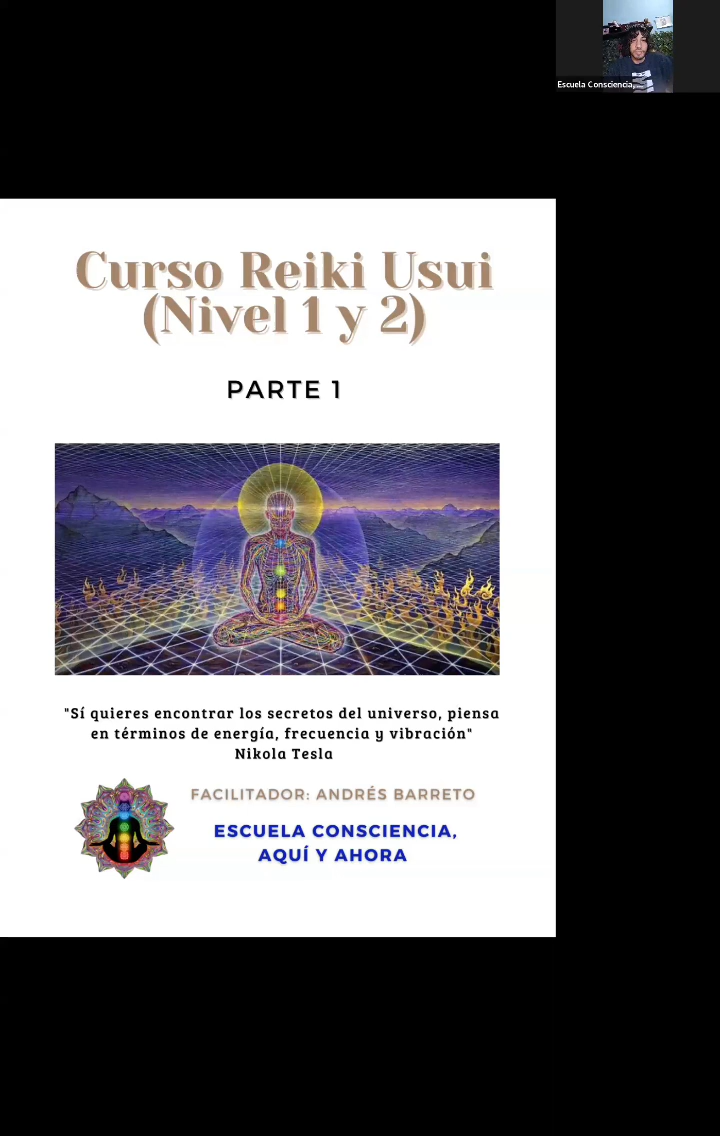 Escuela Consciencia,
Curso Reiki Usui
(Nivel 1 y 2)
PARTE 1
"Sí quieres encontrar los secretos del universo, piensa
en términos de energía, frecuencia y vibración"
Nikola Tesla
FACILITADOR: ANDRÉS BARRETO
ESCUELA CONSCIENCIA,
AQUÍ Y AHORA